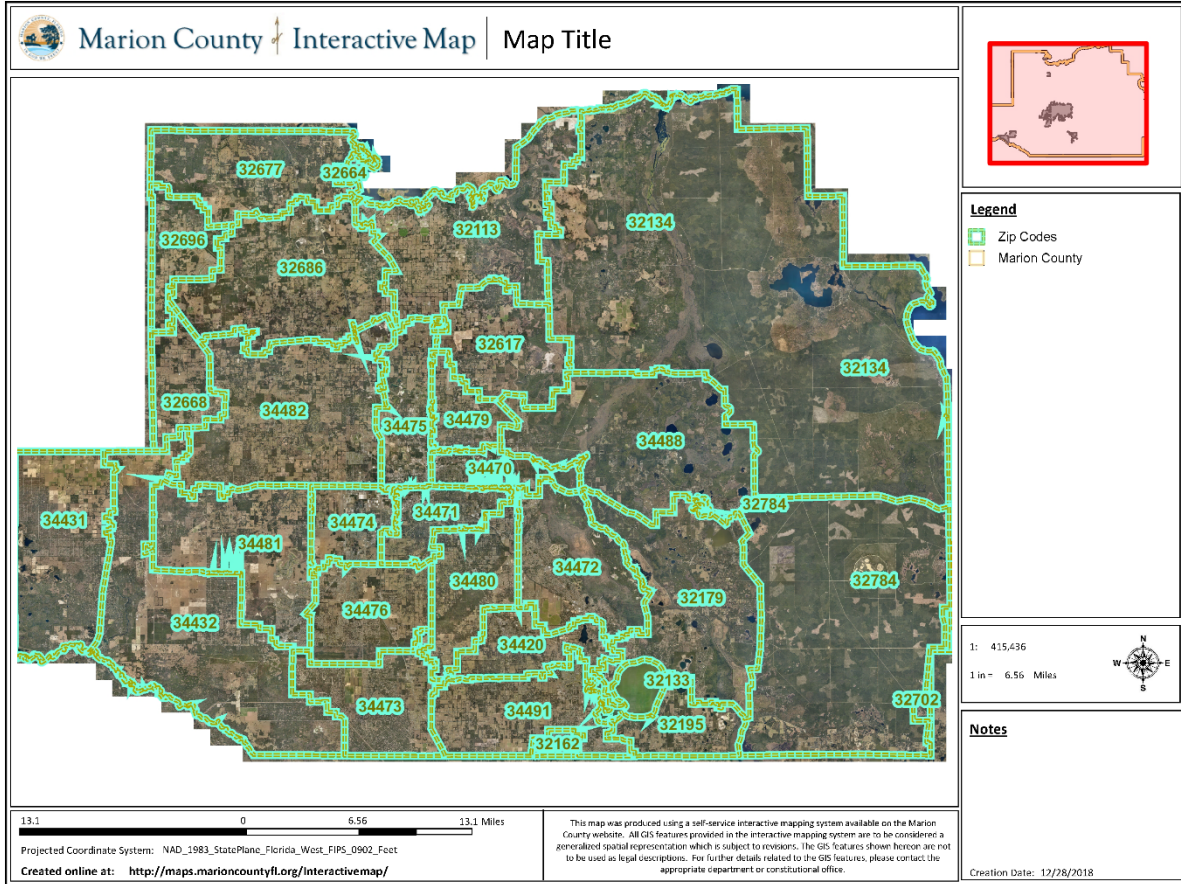 Marion County Interactive Map Map Title
32677
32664
32134
32113
32696
32686
32617
32134
32668
34482
34475
34479
34488
34470
32784
34431
34474
34471
34481
34472
32784
34480
32179
34476
34432
34420
32133
32702
34473
34491
32195
32162
Legend
Zip Codes
Marion County
1: 415,436
1 in = 6.56 Miles
N
W E
S
Notes
Creation Date: 12/28/2018
13.1 0 6.56 13.1 Miles
Projected Coordinate System: NAD_1983_StatePlane_Florida_West_FIPS_0902_Feet
Created online at: http://maps.marioncountyfl.org/Interactivemap/
This map was produced using a self-service interactive mapping system available on the Marion
County website. All GIS features provided in the interactive mapping system are to be considered a
generalized spatial representation which is subject to revisions. The GIS features shown hereon are not
to be used as legal descriptions. For further details related to the GIS features, please contact the
appropriate department or constitutional office.